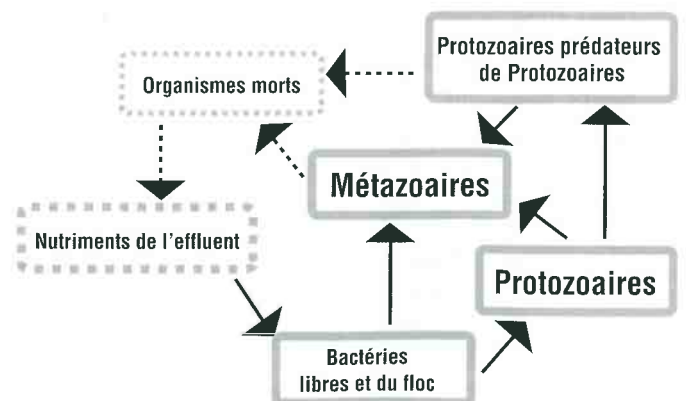 Protozoaires prédateurs
de Protozoaires
Organismes morts
Métazoaires
Nutriments de l'effluent
Protozoaires
Bactéries
libres et du floc